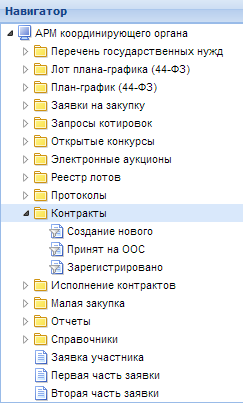 Навигатор
АРМ координирующего органа
Перечень государственных нужд
Лот плана-графика (44-ФЗ)
План-график (44-ФЗ)
Заявки на закупку
Запросы котировок
Открытые конкурсы
Электронные аукционы
Реестр лотов
Протоколы
Контракты
Создание нового
Принят на ООС
Зарегистрировано
Исполнение контрактов
Малая закупка
Отчеты
Справочники
Заявка участника
Первая часть заявки
Вторая часть заявки